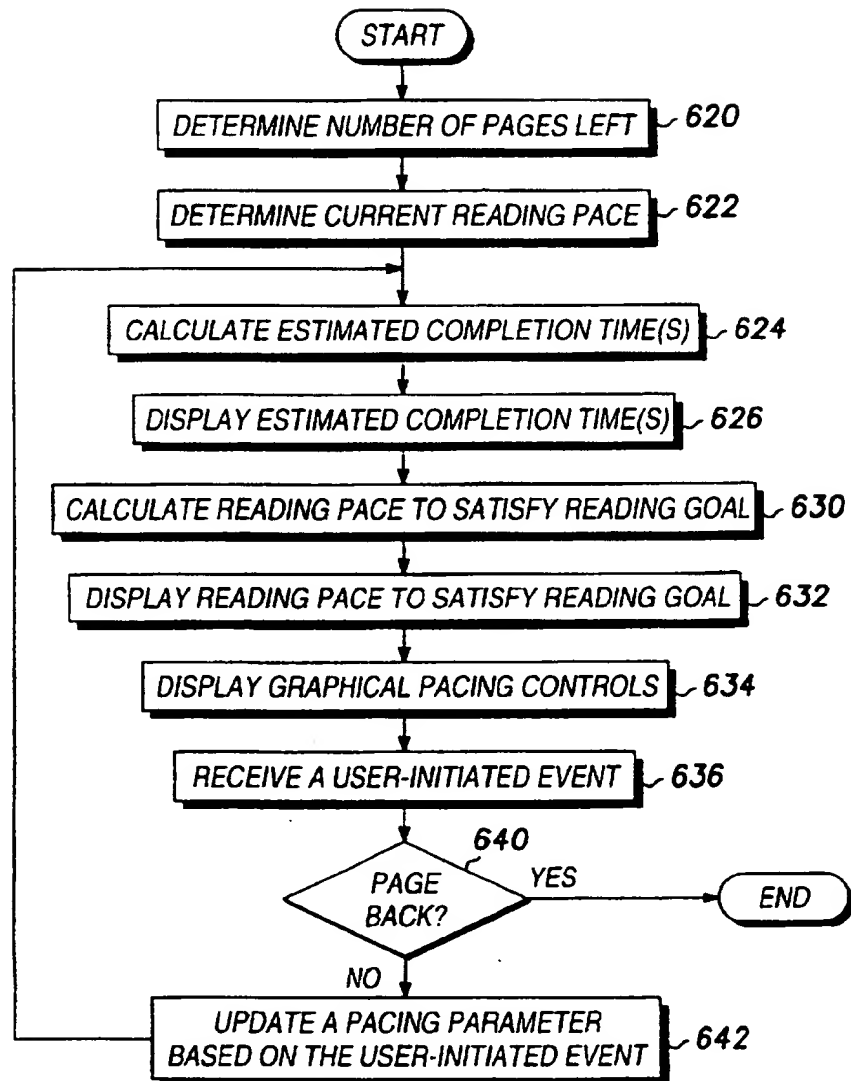 START
DETERMINE NUMBER OF PAGES LEFT 620
DETERMINE CURRENT READING PACE 622
CALCULATE ESTIMATED COMPLETION TIME(S) 624
DISPLAY ESTIMATED COMPLETION TIME(S) 626
CALCULATE READING PACE TO SATISFY READING GOAL 630
DISPLAY READING PACE TO SATISFY READING GOAL 632
DISPLAY GRAPHICAL PACING CONTROLS 634
RECEIVE A USER-INITIATED EVENT 636
640
PAGE
BACK?
YES
END
NO
UPDATE A PACING PARAMETER
BASED ON THE USER-INITIATED EVENT 642